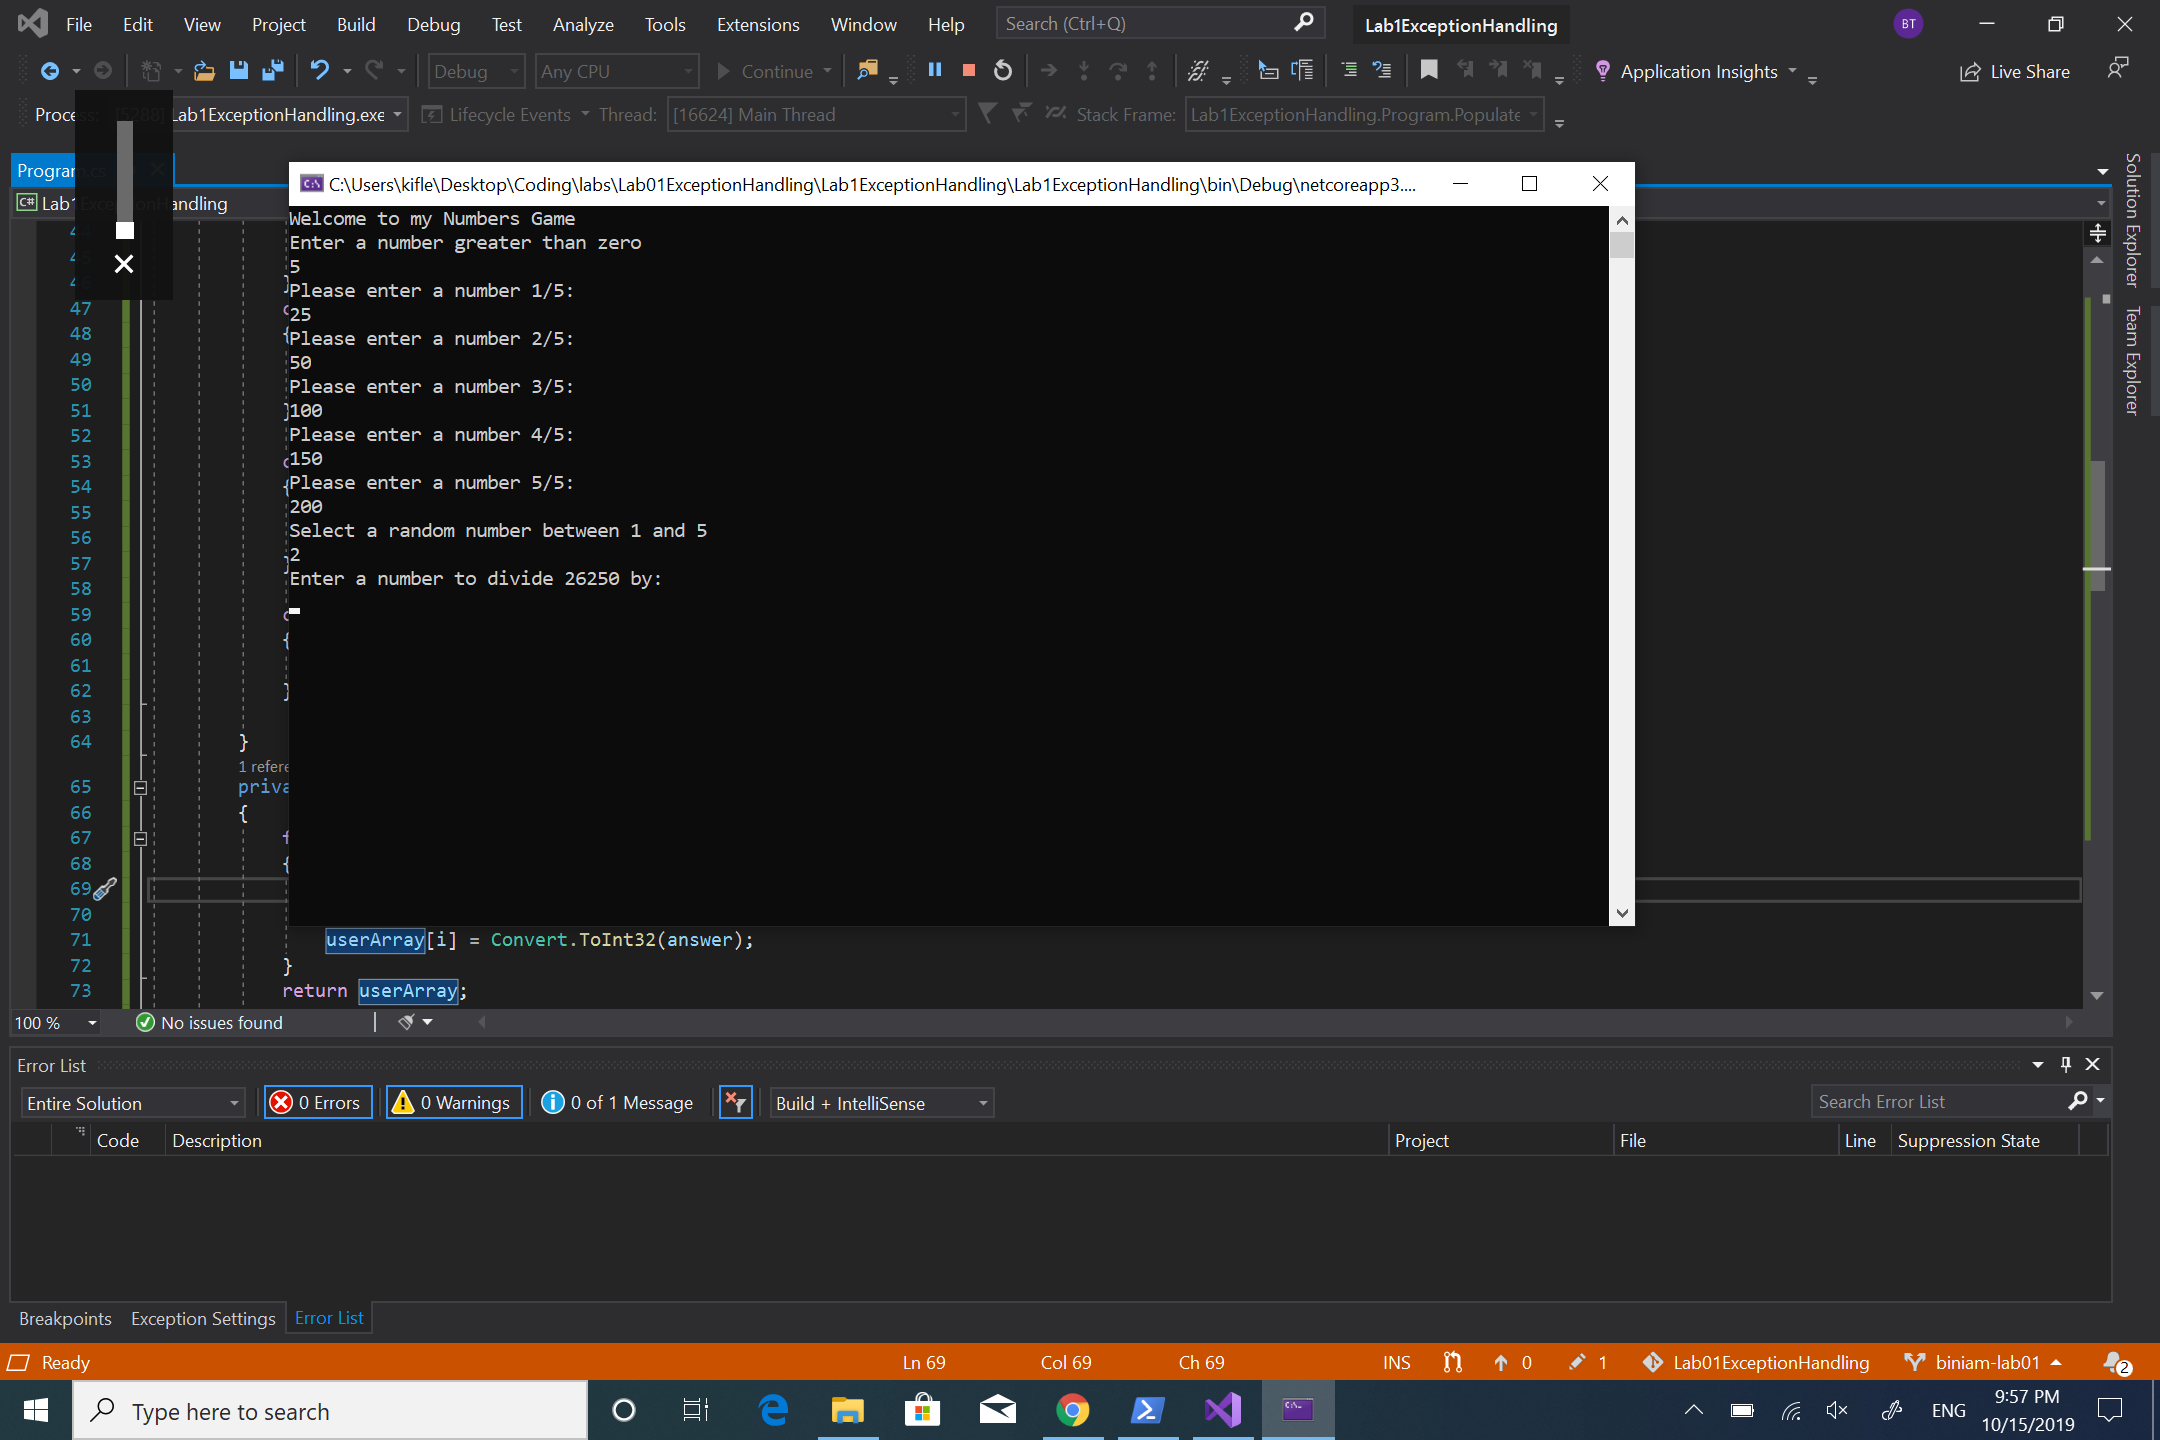 File Edit View Project Build Debug Test Analyze Tools Extensions Window Help Search (Ctrl+Q) Lab1ExceptionHandling BT
Debug Any CPU Continue Application Insights Live Share
Process: [5288] Lab1ExceptionHandling.exe Lifecycle Events Thread: [16624] Main Thread Stack Frame: Lab1ExceptionHandling.Program.Populate
Program.cs
C# Lab1ExceptionHandling
C:\Users\kifle\Desktop\Coding\labs\Lab01ExceptionHandling\Lab1ExceptionHandling\Lab1ExceptionHandling\bin\Debug\netcoreapp3....
Welcome to my Numbers Game
Enter a number greater than zero
5
Please enter a number 1/5:
25
Please enter a number 2/5:
50
Please enter a number 3/5:
100
Please enter a number 4/5:
150
Please enter a number 5/5:
200
Select a random number between 1 and 5
2
Enter a number to divide 26250 by:
47
48 {
49
50
51 }
52
53
54 {
55
56
57 }
58
59
60 {
61
62 }
63
64 }
1 refere
65 priva
66 {
67 f
68 {
69
70
71 userArray[i] = Convert.ToInt32(answer);
72 }
73 return userArray;
Solution Explorer
Team Explorer
100 % No issues found
Error List
Entire Solution 0 Errors 0 Warnings 0 of 1 Message Build + IntelliSense Search Error List
Code Description Project File Line Suppression State
Breakpoints Exception Settings Error List
Ready Ln 69 Col 69 Ch 69 INS 0 1 Lab01ExceptionHandling biniam-lab01 2
Type here to search ENG 9:57 PM
10/15/2019